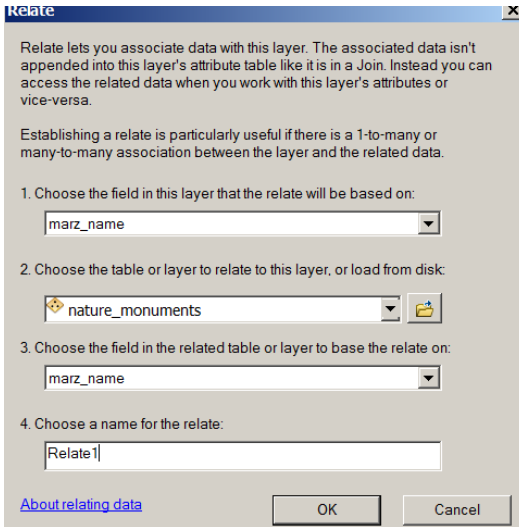 Relate
Relate lets you associate data with this layer. The associated data isn't
appended into this layer's attribute table like it is in a Join. Instead you can
access the related data when you work with this layer's attributes or
vice-versa.
Establishing a relate is particularly useful if there is a 1-to-many or
many-to-many association between the layer and the related data.
1. Choose the field in this layer that the relate will be based on:
marz_name
2. Choose the table or layer to relate to this layer, or load from disk:
nature_monuments
3. Choose the field in the related table or layer to base the relate on:
marz_name
4. Choose a name for the relate:
Relate1
About relating data
OK
Cancel